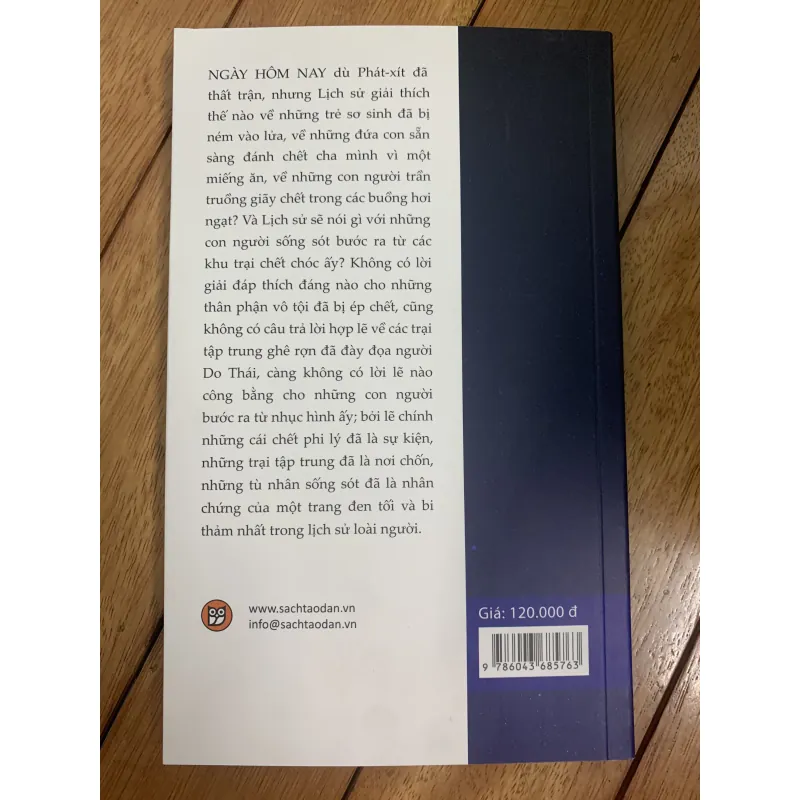 NGÀY HÔM NAY dù Phát-xít đã
thất trận, nhưng Lịch sử giải thích
thế nào về những trẻ sơ sinh đã bị
ném vào lửa, về những đứa con sẵn
sàng đánh chết cha mình vì một
miếng ăn, về những con người trần
truồng giãy chết trong các buồng hơi
ngạt? Và Lịch sử sẽ nói gì với những
con người sống sót bước ra từ các
khu trại chết chóc ấy? Không có lời
giải đáp thích đáng nào cho những
thân phận vô tội đã bị ép chết, cũng
không có câu trả lời hợp lẽ về các trại
tập trung ghê rợn đã đày đọa người
Do Thái, càng không có lời lẽ nào
công bằng cho những con người
bước ra từ nhục hình ấy; bởi lẽ chính
những cái chết phi lý đã là sự kiện,
những trại tập trung đã là nơi chốn,
những tù nhân sống sót đã là nhân
chứng của một trang đen tối và bi
thảm nhất trong lịch sử loài người.
www.sachtaodan.vn
info@sachtaodan.vn
Giá: 120.000 đ
9 786043 685763